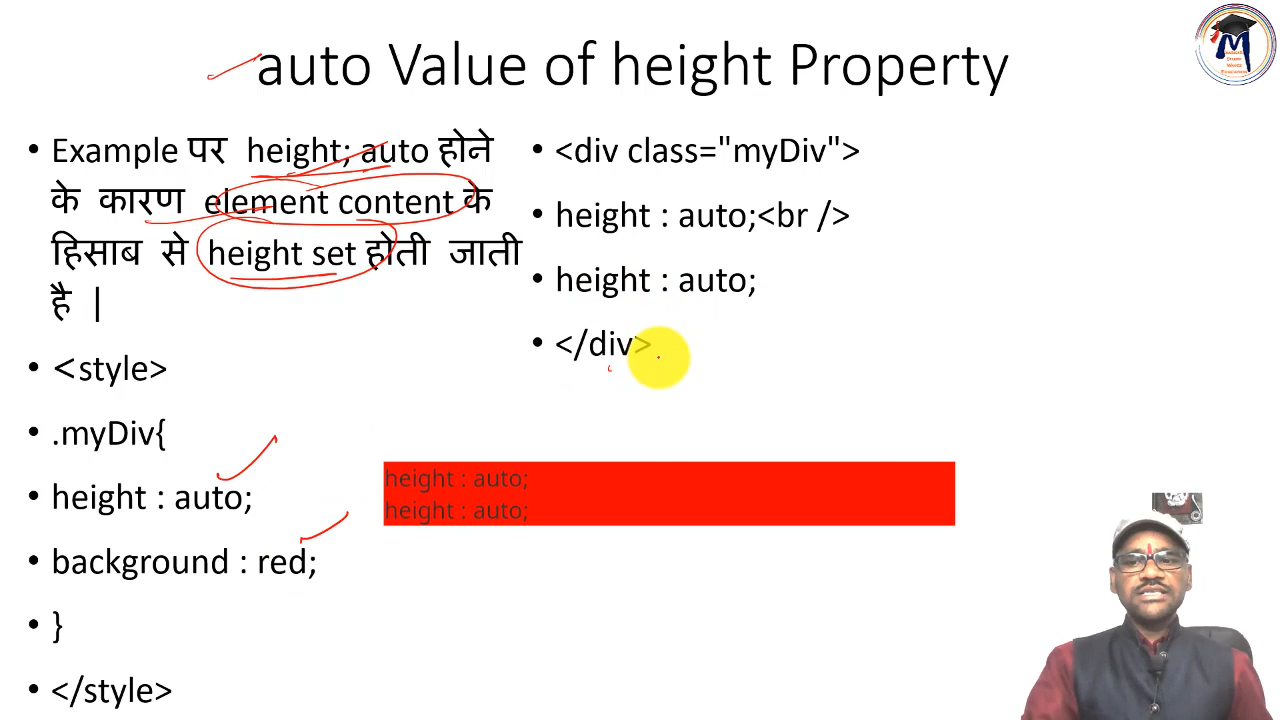 auto Value of height Property
• Example पर height; auto होने
के कारण element content के
हिसाब से height set होती जाती
है |
• <style>
• .myDiv{
• height : auto;
• background : red;
• }
• </style>
• <div class="myDiv">
• height : auto;<br />
• height : auto;
• </div>
height : auto;
height : auto;
M